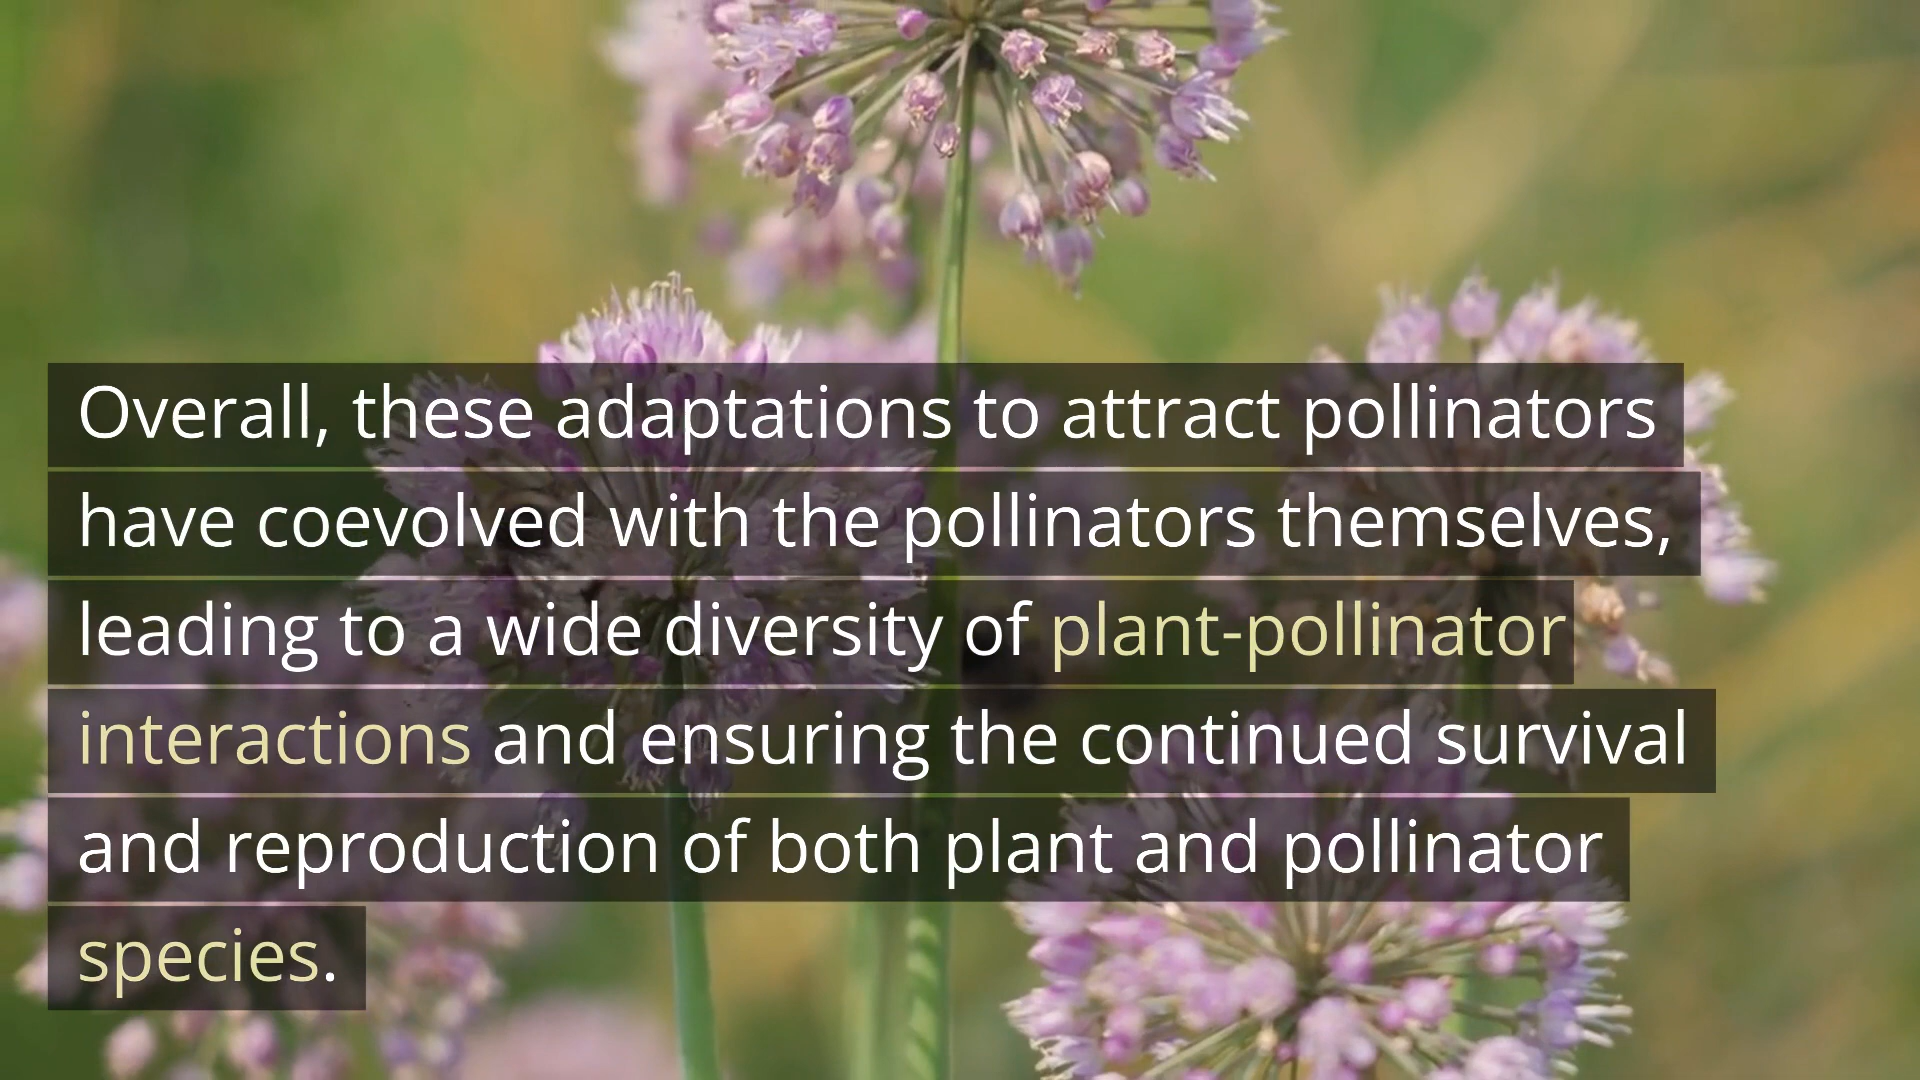 Overall, these adaptations to attract pollinators
have coevolved with the pollinators themselves,
leading to a wide diversity of plant-pollinator
interactions and ensuring the continued survival
and reproduction of both plant and pollinator
species.